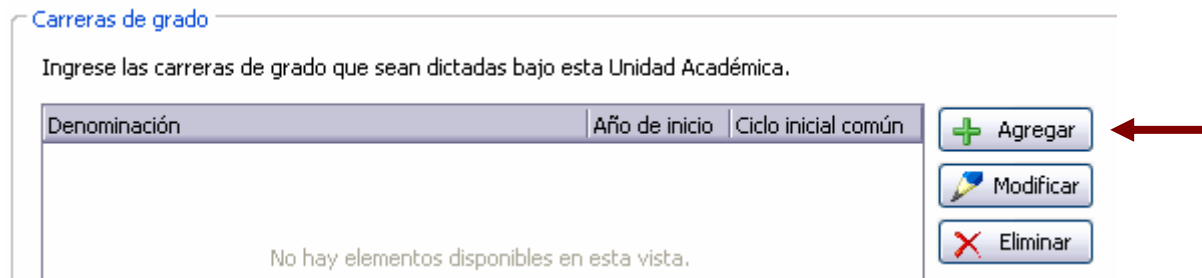 Carreras de grado
Ingrese las carreras de grado que sean dictadas bajo esta Unidad Académica.
Denominación Año de inicio Ciclo inicial común
Agregar
Modificar
Eliminar
No hay elementos disponibles en esta vista.